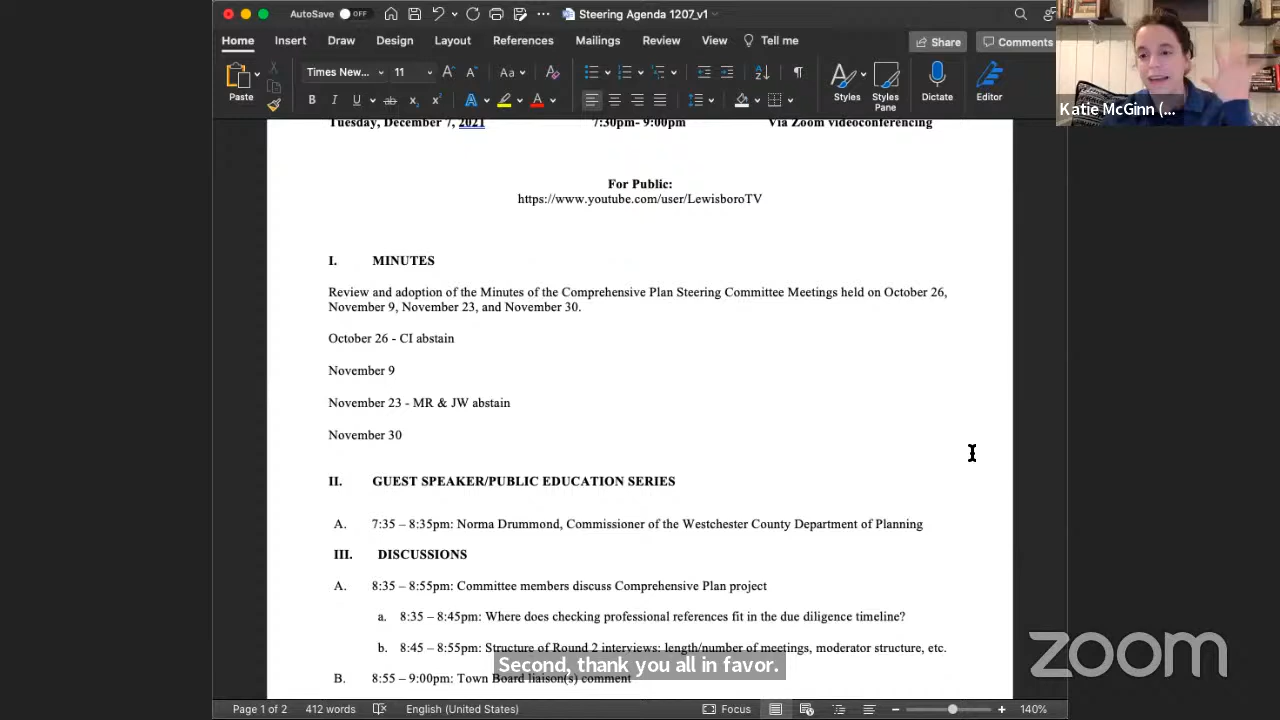 AutoSave OFF ... Steering Agenda 1207_v1
Home Insert Draw Design Layout References Mailings Review View Tell me Share Comments
Paste Times New... 11 Aa Styles Styles Pane Dictate Editor
B I U ab x x A A
Katie McGinn (...
Tuesday, December 7, 2021 7:30pm- 9:00pm Via Zoom videoconferencing
For Public:
https://www.youtube.com/user/LewisboroTV
I. MINUTES
Review and adoption of the Minutes of the Comprehensive Plan Steering Committee Meetings held on October 26,
November 9, November 23, and November 30.
October 26 - CI abstain
November 9
November 23 - MR & JW abstain
November 30
II. GUEST SPEAKER/PUBLIC EDUCATION SERIES
A. 7:35 – 8:35pm: Norma Drummond, Commissioner of the Westchester County Department of Planning
III. DISCUSSIONS
A. 8:35 – 8:55pm: Committee members discuss Comprehensive Plan project
a. 8:35 – 8:45pm: Where does checking professional references fit in the due diligence timeline?
b. 8:45 – 8:55pm: Structure of Round 2 interviews: length/number of meetings, moderator structure, etc.
Second, thank you all in favor.
B. 8:55 – 9:00pm: Town Board liaison(s) comment
zoom
Page 1 of 2 412 words English (United States) Focus 140%